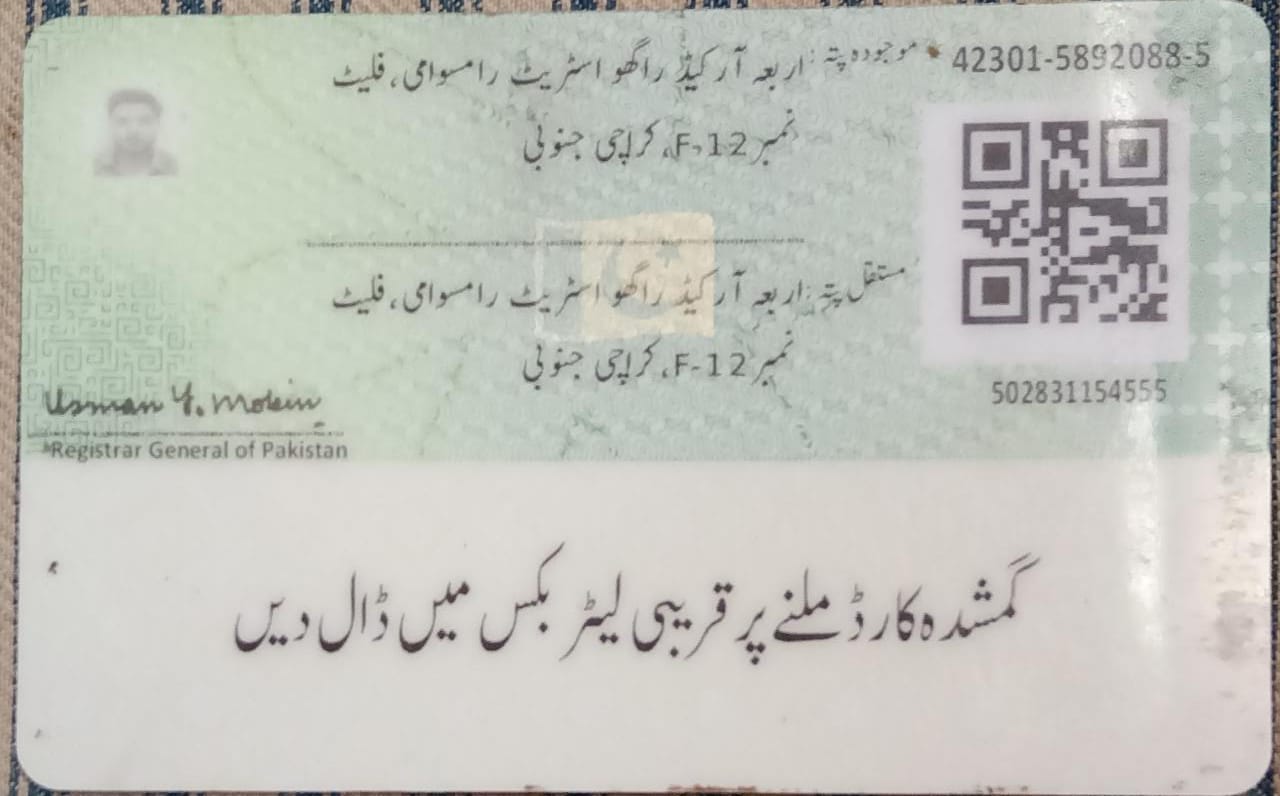 42301-5892088-5
موجودہ پتہ: اربعہ آرکیڈ راگھو اسٹریٹ رامسوامی، فلیٹ
نمبر F-12، کراچی جنوبی
مستقل پتہ: اربعہ آرکیڈ راگھو اسٹریٹ رامسوامی، فلیٹ
نمبر F-12، کراچی جنوبی
502831154555
Usman Y. Mobin
Registrar General of Pakistan
گمشدہ کارڈ ملنے پر قریبی لیٹر بکس میں ڈال دیں